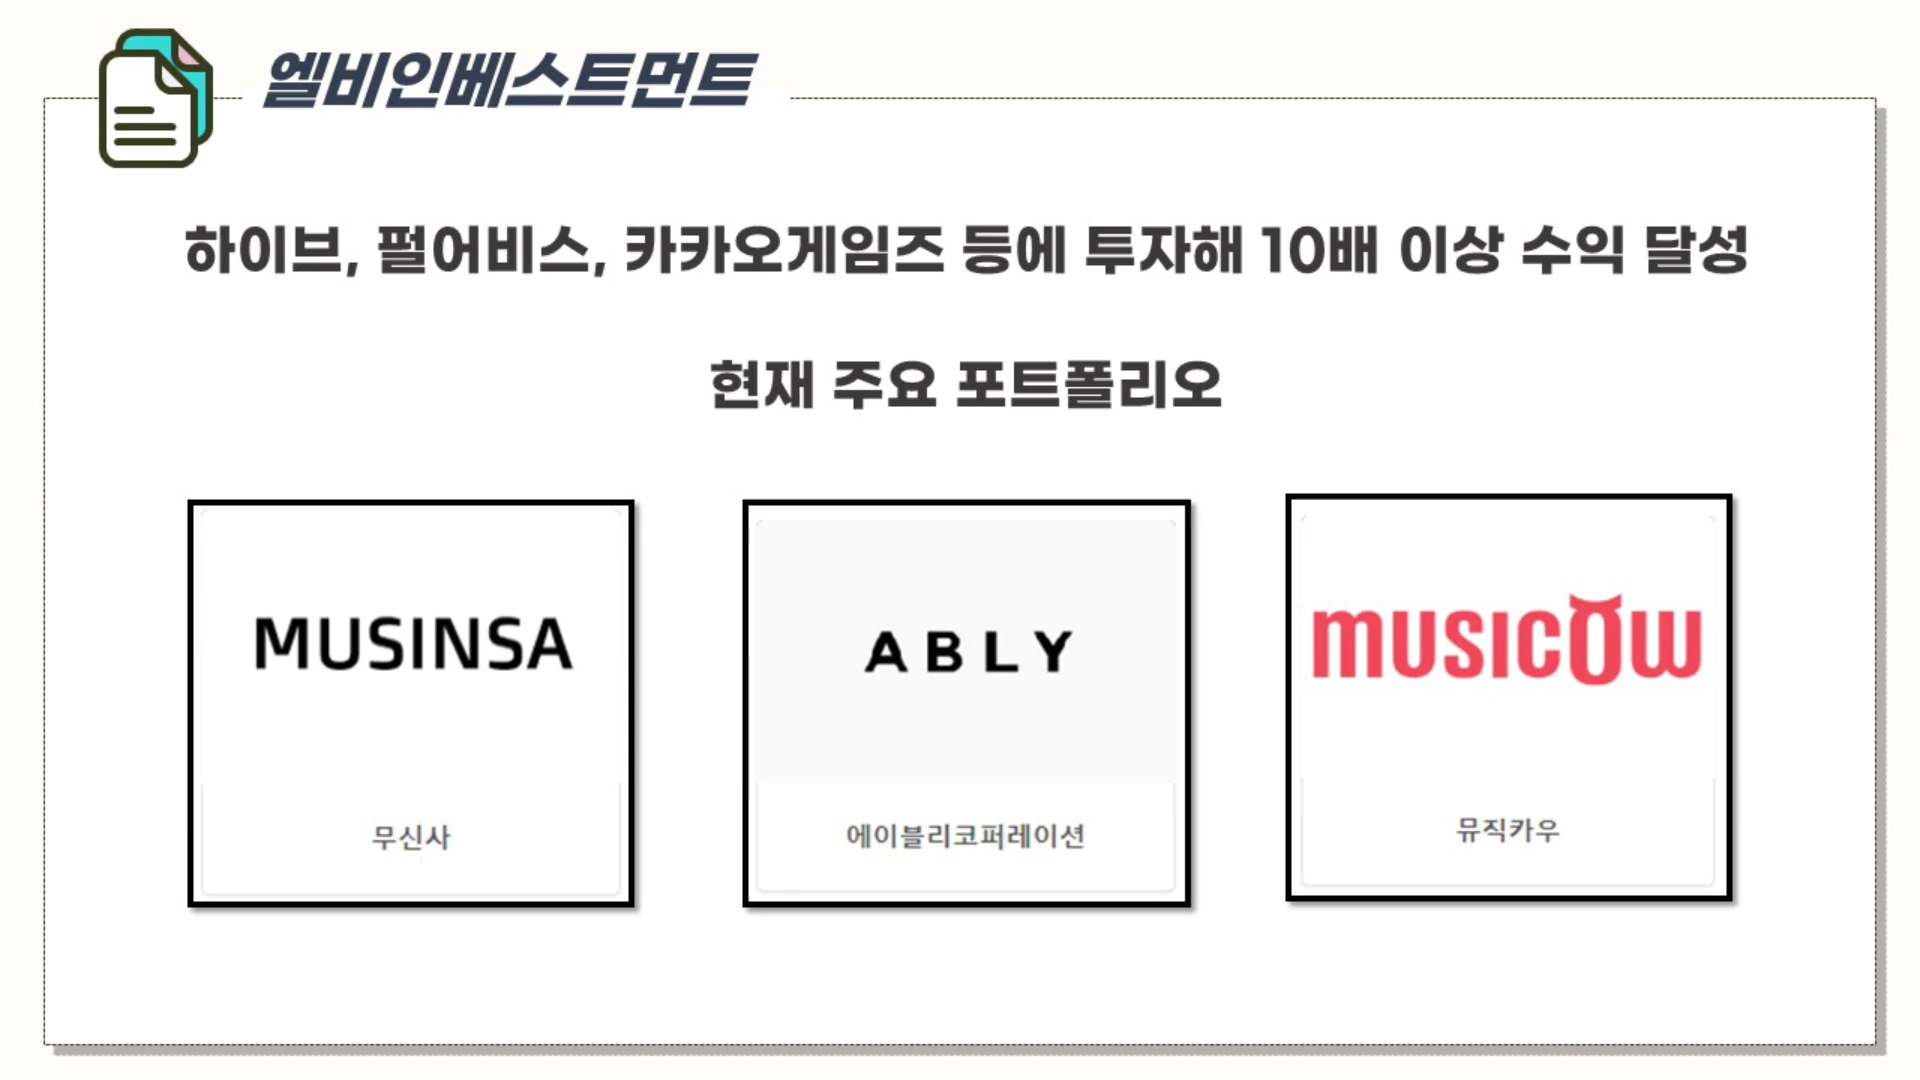 엘비인베스트먼트
하이브, 펄어비스, 카카오게임즈 등에 투자해 10배 이상 수익 달성
현재 주요 포트폴리오
MUSINSA
무신사
ABLY
에이블리코퍼레이션
MUSICOW
뮤직카우